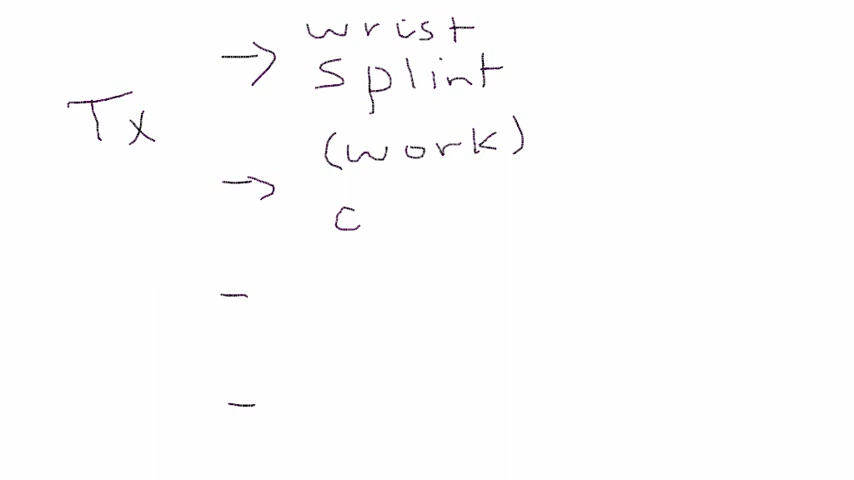 wrist
→ splint
Tx
(work)
→
c
-
-